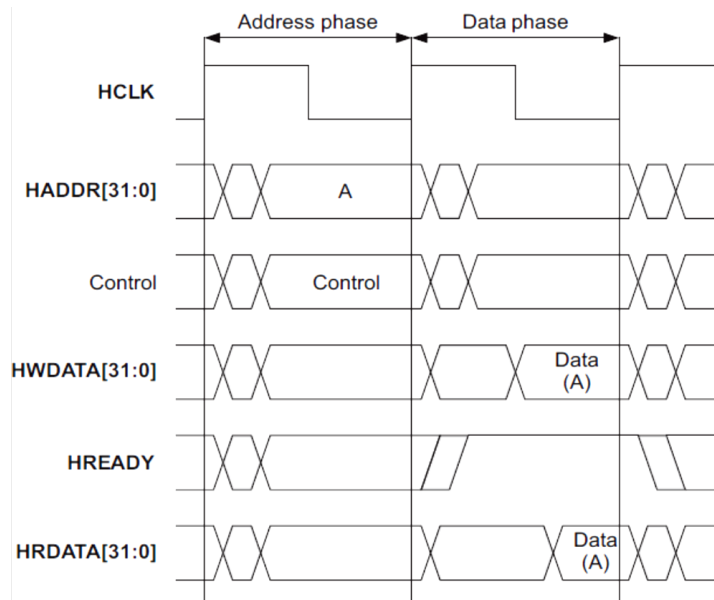 Address phase
Data phase
HCLK
HADDR[31:0]
A
Control
Control
HWDATA[31:0]
Data
(A)
HREADY
HRDATA[31:0]
Data
(A)